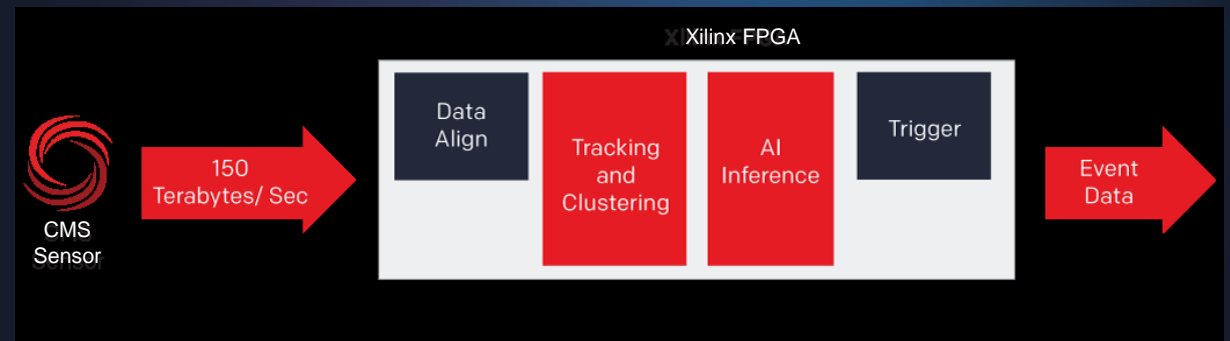 Xilinx FPGA
Data
Align
Tracking
and
Clustering
AI
Inference
Trigger
150
Terabytes/ Sec
Event
Data
CMS
Sensor